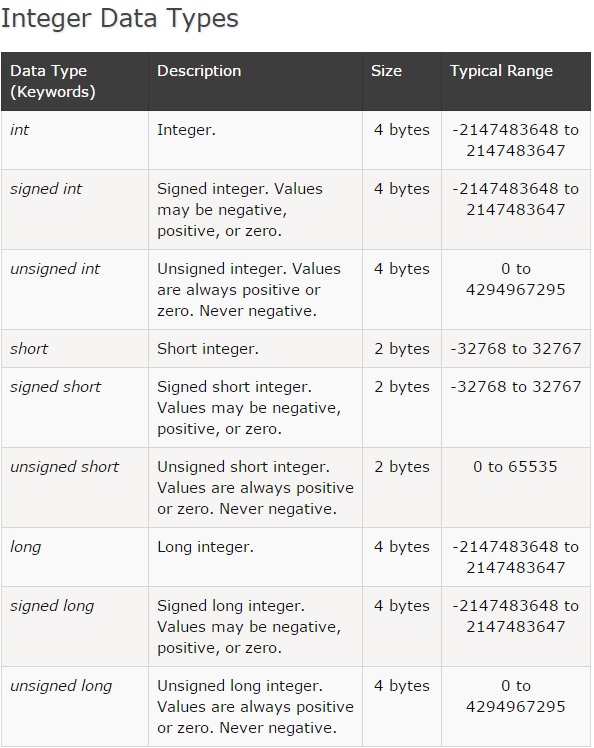 Integer Data Types
Data Type Description Size Typical Range
(Keywords)
int Integer. 4 bytes -2147483648 to
2147483647
signed int Signed integer. Values 4 bytes -2147483648 to
may be negative, 2147483647
positive, or zero.
unsigned int Unsigned integer. Values 4 bytes 0 to
are always positive or 4294967295
zero. Never negative.
short Short integer. 2 bytes -32768 to 32767
signed short Signed short integer. 2 bytes -32768 to 32767
Values may be negative,
positive, or zero.
unsigned short Unsigned short integer. 2 bytes 0 to 65535
Values are always positive
or zero. Never negative.
long Long integer. 4 bytes -2147483648 to
2147483647
signed long Signed long integer. 4 bytes -2147483648 to
Values may be negative, 2147483647
positive, or zero.
unsigned long Unsigned long integer. 4 bytes 0 to
Values are always positive 4294967295
or zero. Never negative.